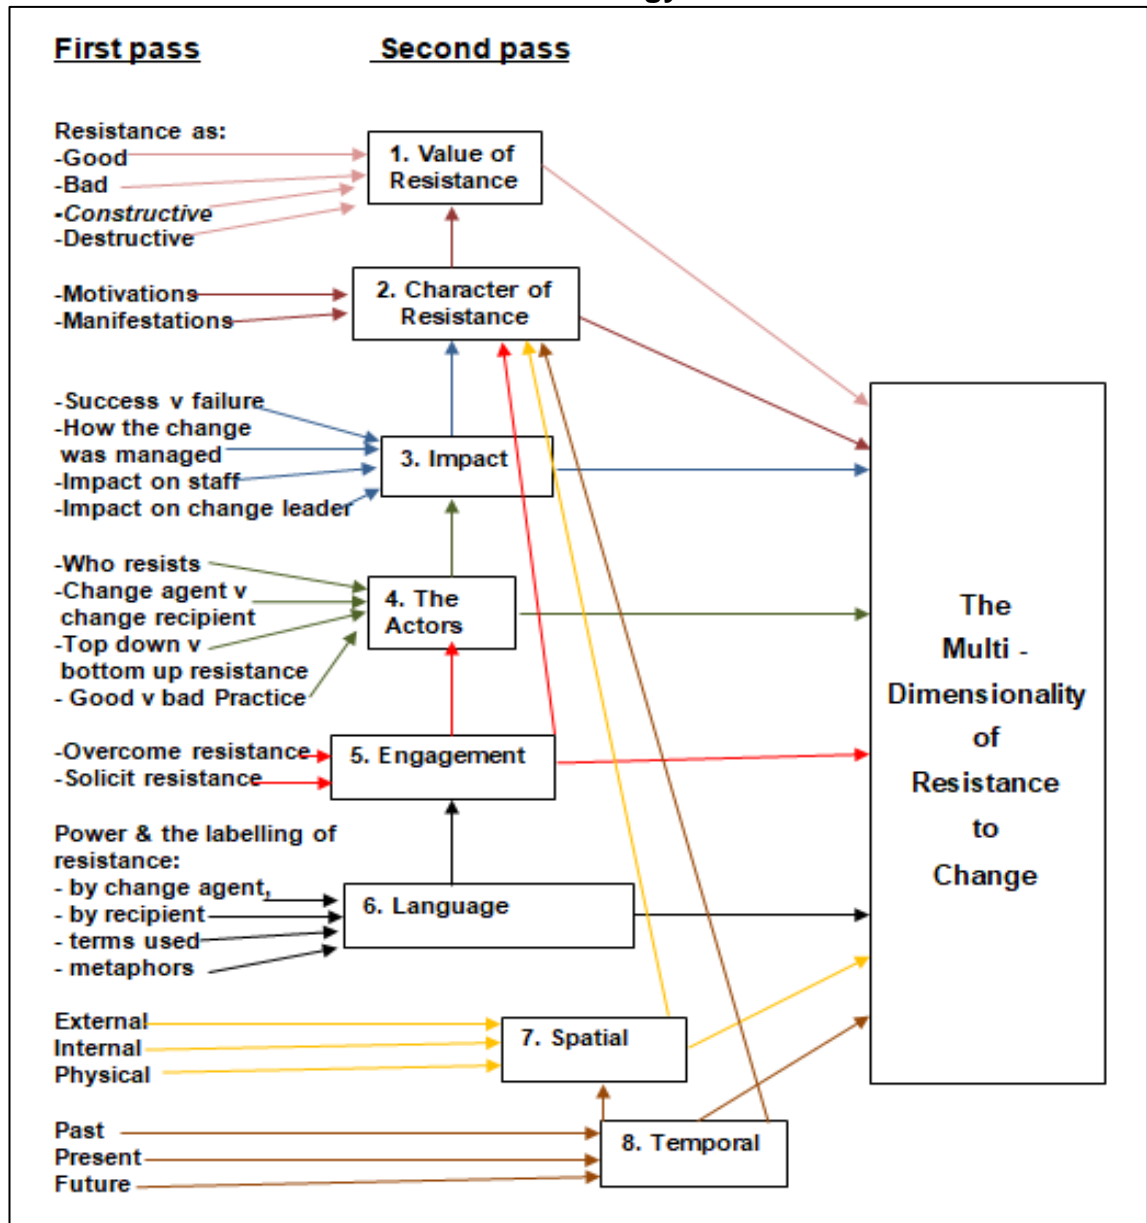 First pass
Second pass
Resistance as:
-Good
-Bad
-Constructive
-Destructive
1. Value of
Resistance
-Motivations
-Manifestations
2. Character of
Resistance
-Success v failure
-How the change
was managed
-Impact on staff
-Impact on change leader
3. Impact
-Who resists
-Change agent v
change recipient
-Top down v
bottom up resistance
- Good v bad Practice
4. The
Actors
-Overcome resistance
-Solicit resistance
5. Engagement
Power & the labelling of
resistance:
- by change agent,
- by recipient
- terms used
- metaphors
6. Language
External
Internal
Physical
7. Spatial
Past
Present
Future
8. Temporal
The
Multi -
Dimensionality
of
Resistance
to
Change